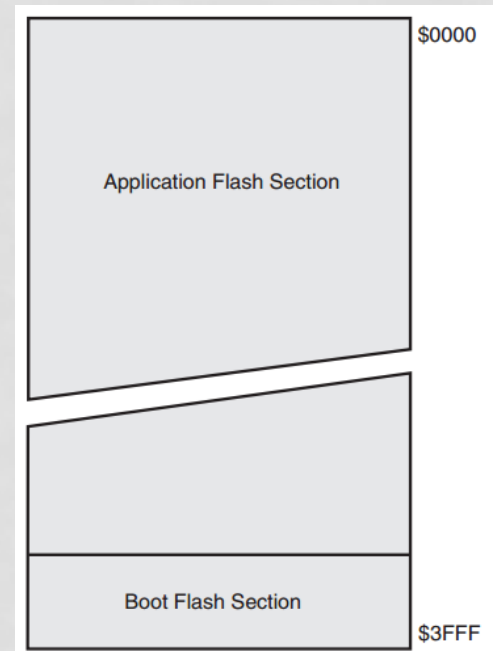 $0000
Application Flash Section
Boot Flash Section
$3FFF